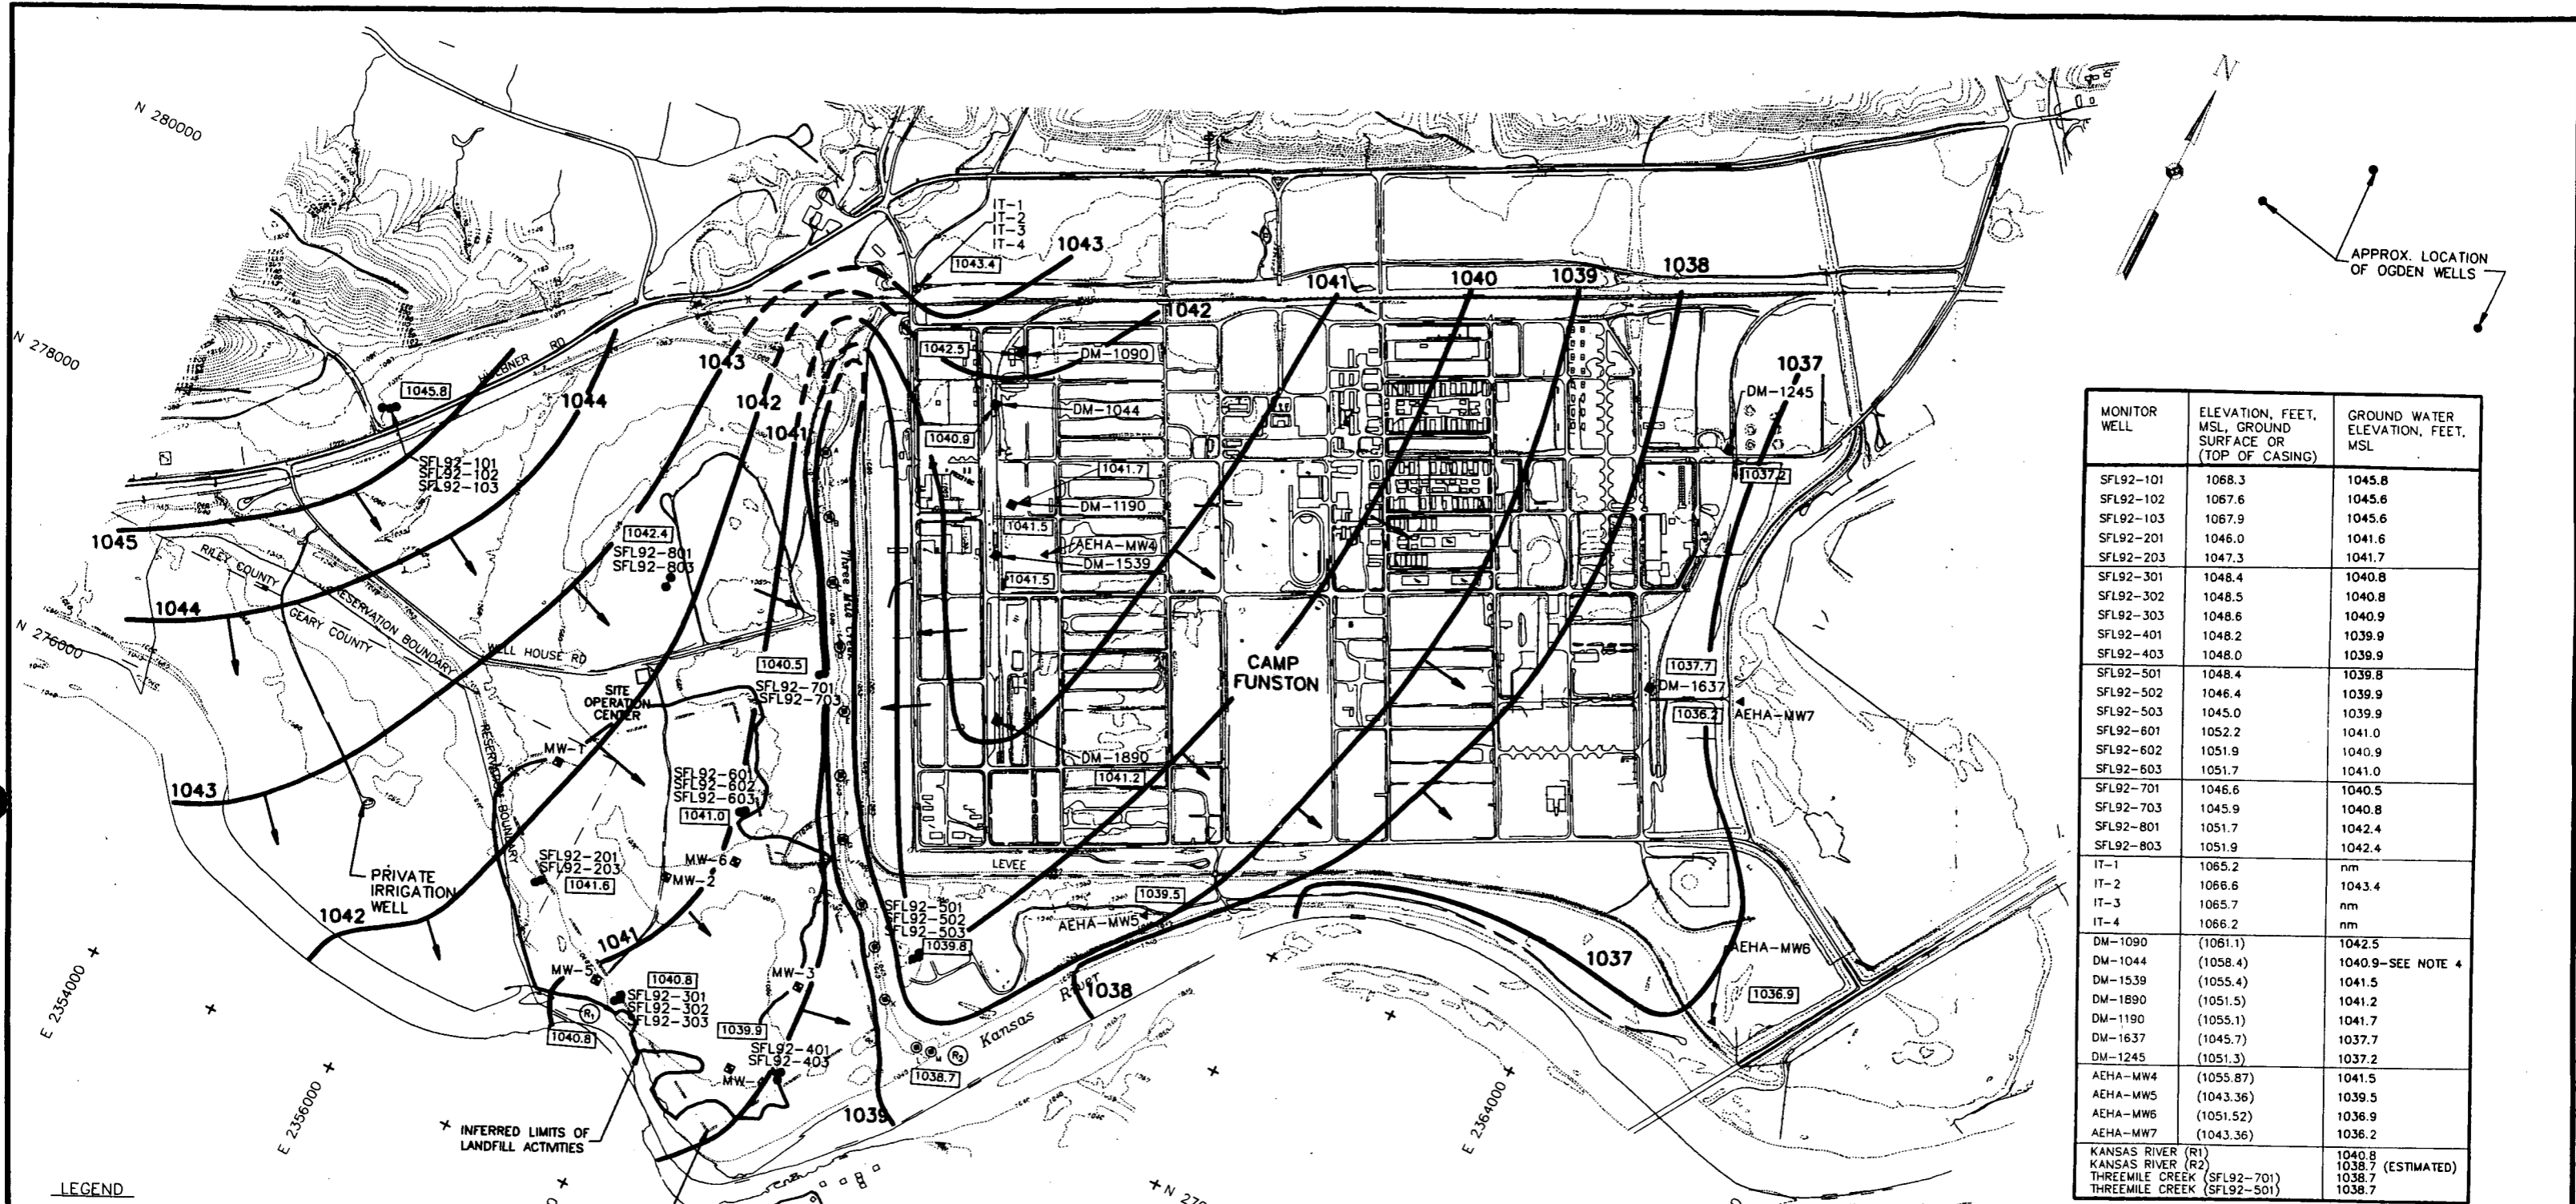 N 280000
N
IT-1
IT-2
IT-3
IT-4
1043.4
1043
1041
1040
1039
1038
APPROX. LOCATION
OF OGDEN WELLS
N 278000
HUEBNER RD
1045.8
1044
1043
1042
1041
1042
1042.5
DM-1090
DM-1044
1040.9
1037
DM-1245
1037.2
SFL92-101
SFL92-102
SFL92-103
1041.7
DM-1190
1041.5
AEHA-MW4
DM-1539
1041.5
1045
1042.4
SFL92-801
SFL92-803
Three Mile Creek
RILEY COUNTY
GEARY COUNTY
RESERVATION BOUNDARY
1044
N 276000
WELL HOUSE RD
1040.5
SFL92-701
SFL92-703
CAMP
FUNSTON
1037.7
DM-1637
1036.2
AEHA-MW7
SITE
OPERATION
CENTER
MW-1
RESERVATION BOUNDARY
DM-1890
1041.2
1043
SFL92-601
SFL92-602
SFL92-603
1041.0
PRIVATE
IRRIGATION
WELL
SFL92-201
SFL92-203
1041.6
MW-6
MW-2
LEVEE
1042
1041
SFL92-501
SFL92-502
SFL92-503
1039.8
1039.5
AEHA-MW5
AEHA-MW6
1037
1036.9
E 2354000
MW-5
1040.8
SFL92-301
SFL92-302
SFL92-303
MW-3
R1
1040.8
1039.9
SFL92-401
SFL92-403
MW-4
R2
1038.7
Kansas River
1038
1039
E 2356000
E 2364000
INFERRED LIMITS OF
LANDFILL ACTIVITIES
LEGEND
MONITOR WELL | ELEVATION, FEET, MSL, GROUND SURFACE OR (TOP OF CASING) | GROUND WATER ELEVATION, FEET, MSL
SFL92-101 1068.3 1045.8
SFL92-102 1067.6 1045.6
SFL92-103 1067.9 1045.6
SFL92-201 1046.0 1041.6
SFL92-203 1047.3 1041.7
SFL92-301 1048.4 1040.8
SFL92-302 1048.5 1040.8
SFL92-303 1048.6 1040.9
SFL92-401 1048.2 1039.9
SFL92-403 1048.0 1039.9
SFL92-501 1048.4 1039.8
SFL92-502 1046.4 1039.9
SFL92-503 1045.0 1039.9
SFL92-601 1052.2 1041.0
SFL92-602 1051.9 1040.9
SFL92-603 1051.7 1041.0
SFL92-701 1046.6 1040.5
SFL92-703 1045.9 1040.8
SFL92-801 1051.7 1042.4
SFL92-803 1051.9 1042.4
IT-1 1065.2 nm
IT-2 1066.6 1043.4
IT-3 1065.7 nm
IT-4 1066.2 nm
DM-1090 (1061.1) 1042.5
DM-1044 (1058.4) 1040.9-SEE NOTE 4
DM-1539 (1055.4) 1041.5
DM-1890 (1051.5) 1041.2
DM-1190 (1055.1) 1041.7
DM-1637 (1045.7) 1037.7
DM-1245 (1051.3) 1037.2
AEHA-MW4 (1055.87) 1041.5
AEHA-MW5 (1043.36) 1039.5
AEHA-MW6 (1051.52) 1036.9
AEHA-MW7 (1043.36) 1036.2
KANSAS RIVER (R1) 1040.8
KANSAS RIVER (R2) 1038.7 (ESTIMATED)
THREEMILE CREEK (SFL92-701) 1038.7
THREEMILE CREEK (SFL92-501) 1038.7